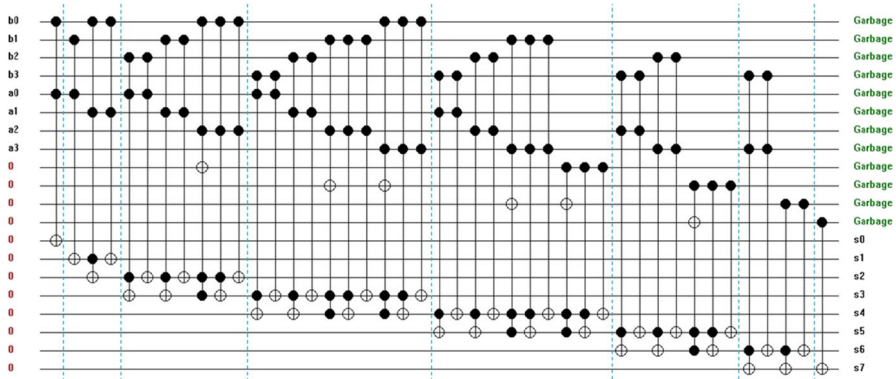 b0 Garbage
b1 Garbage
b2 Garbage
b3 Garbage
a0 Garbage
a1 Garbage
a2 Garbage
a3 Garbage
0 Garbage
0 Garbage
0 Garbage
0 Garbage
0 s0
0 s1
0 s2
0 s3
0 s4
0 s5
0 s6
0 s7